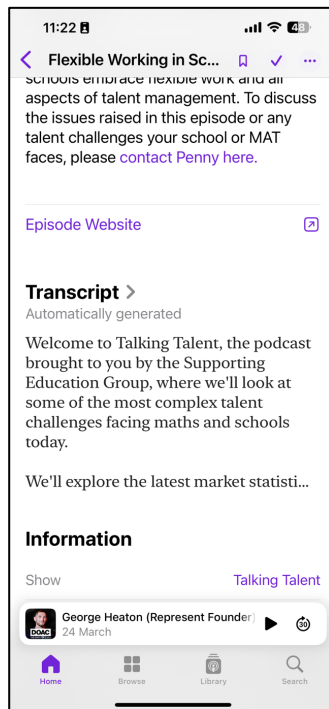 11:22
48
Flexible Working in Sc...
schools embrace flexible work and all
aspects of talent management. To discuss
the issues raised in this episode or any
talent challenges your school or MAT
faces, please contact Penny here.
Episode Website
Transcript >
Automatically generated
Welcome to Talking Talent, the podcast
brought to you by the Supporting
Education Group, where we'll look at
some of the most complex talent
challenges facing maths and schools
today.
We'll explore the latest market statisti...
Information
Show Talking Talent
DOAC
George Heaton (Represent Founder)
24 March
30
Home Browse Library Search